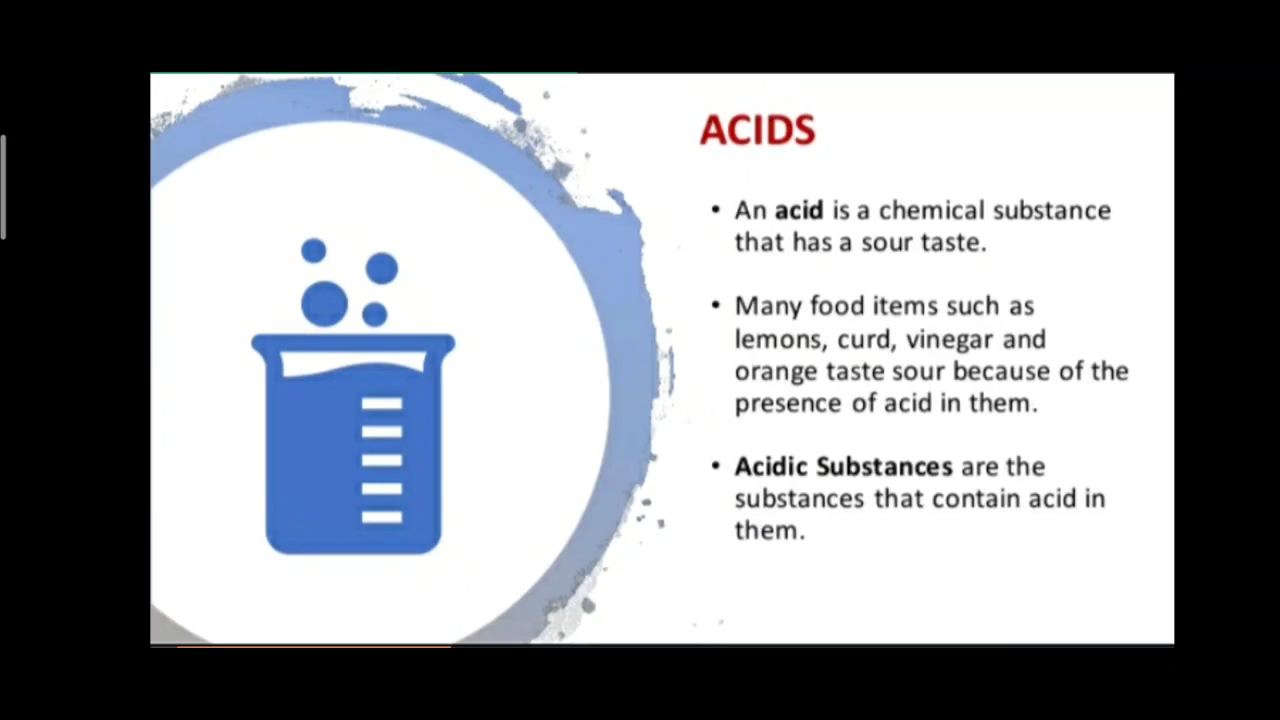 ACIDS
• An acid is a chemical substance
that has a sour taste.
• Many food items such as
lemons, curd, vinegar and
orange taste sour because of the
presence of acid in them.
• Acidic Substances are the
substances that contain acid in
them.